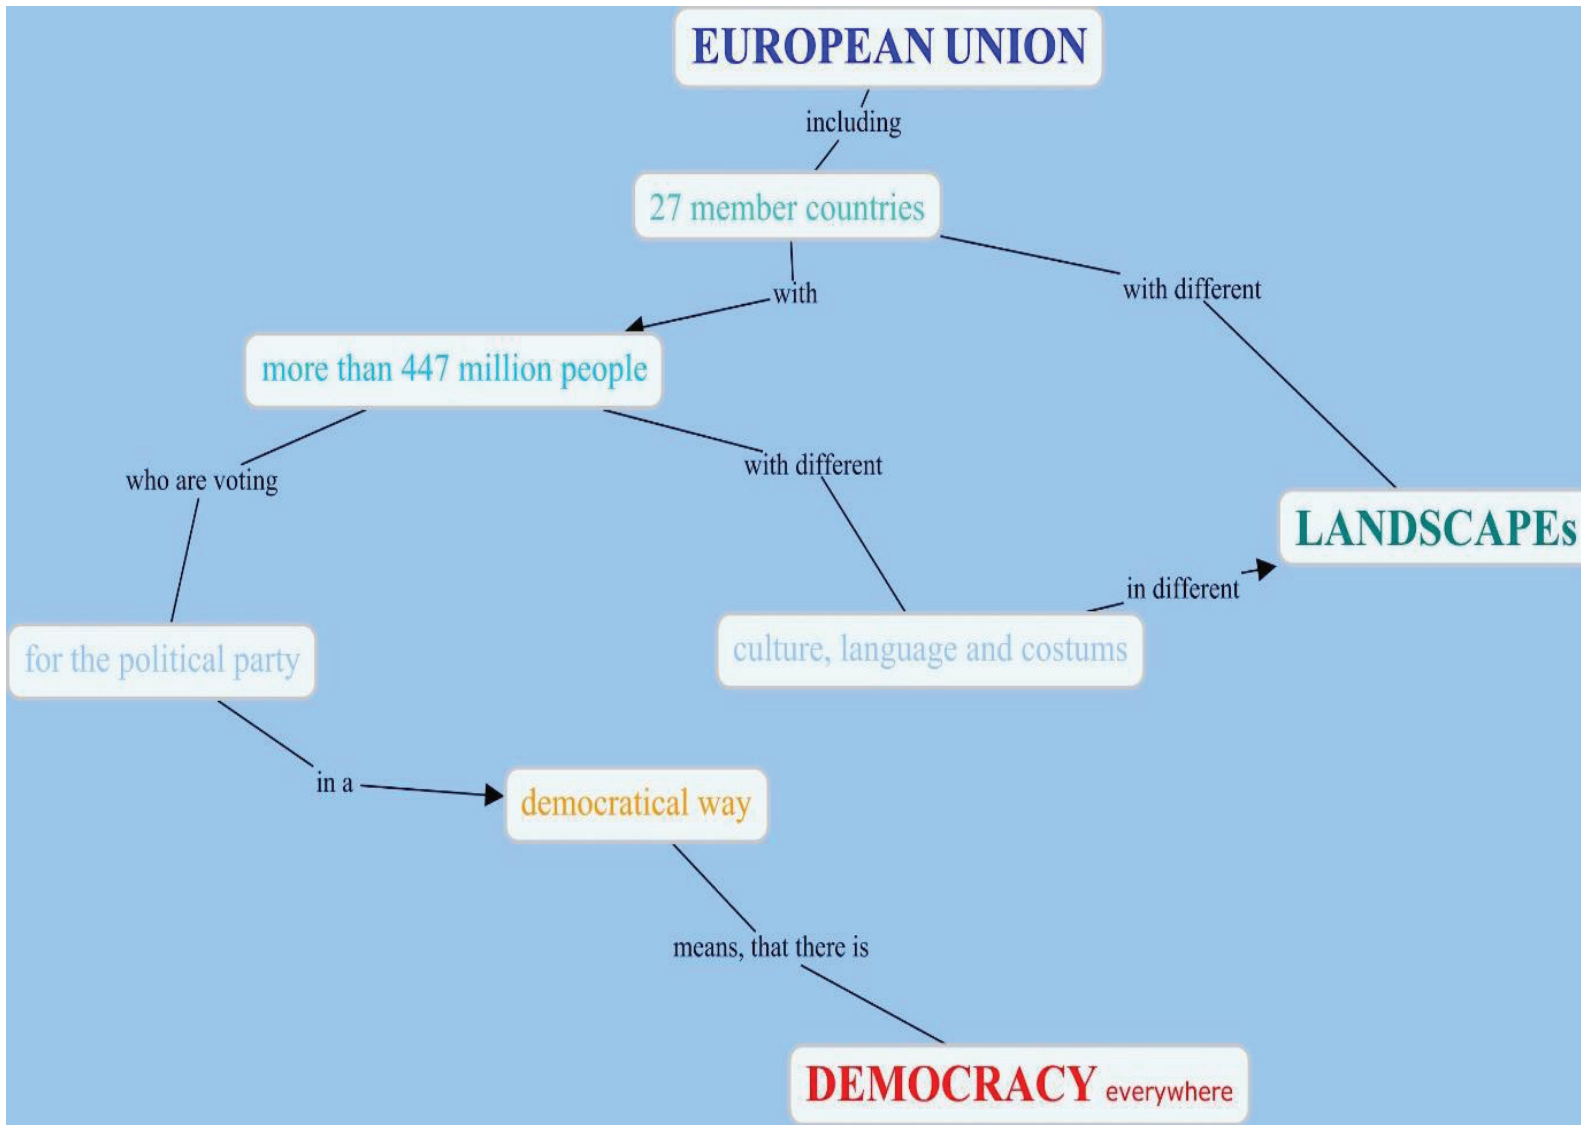 EUROPEAN UNION
including
27 member countries
with
with different
more than 447 million people
who are voting
with different
LANDSCAPEs
in different
for the political party
culture, language and costums
in a
democratical way
means, that there is
DEMOCRACY everywhere